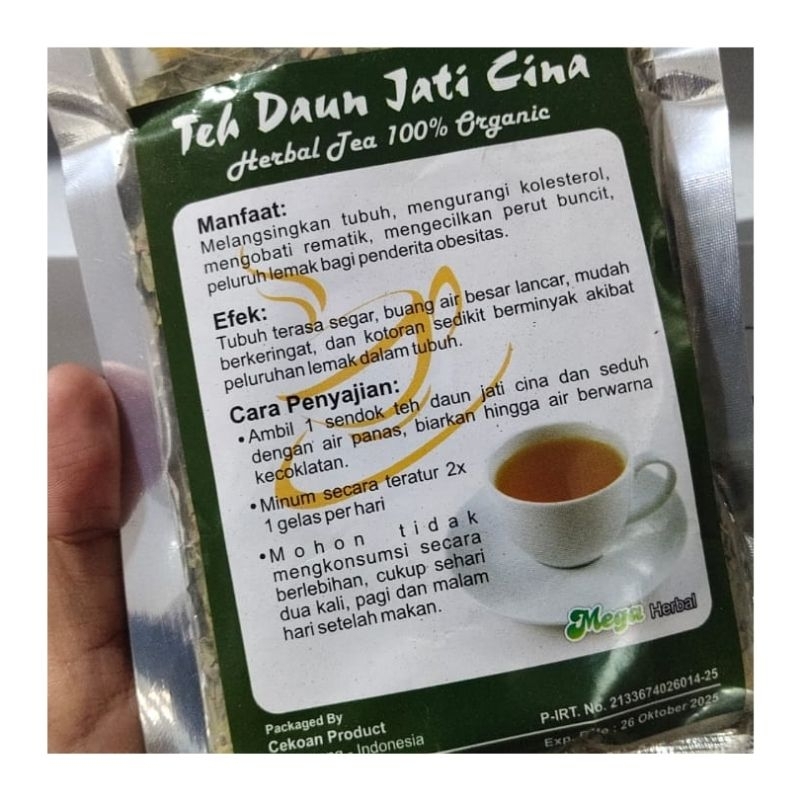 Teh Daun Jati Cina
Herbal Tea 100% Organic
Manfaat:
Melangsingkan tubuh, mengurangi kolesterol,
mengobati rematik, mengecilkan perut buncit,
peluruh lemak bagi penderita obesitas.
Efek:
Tubuh terasa segar, buang air besar lancar, mudah
berkeringat, dan kotoran sedikit berminyak akibat
peluruhan lemak dalam tubuh.
Cara Penyajian:
•Ambil 1 sendok teh daun jati cina dan seduh
dengan air panas, biarkan hingga air berwarna
kecoklatan.
•Minum secara teratur 2x
1 gelas per hari
•Mohon tidak
mengkonsumsi secara
berlebihan, cukup sehari
dua kali, pagi dan malam
hari setelah makan.
Mega Herbal
Packaged By
Cekoan Product
- Indonesia
P-IRT. No. 2133674026014-25
Exp. : 26 Oktober 2025